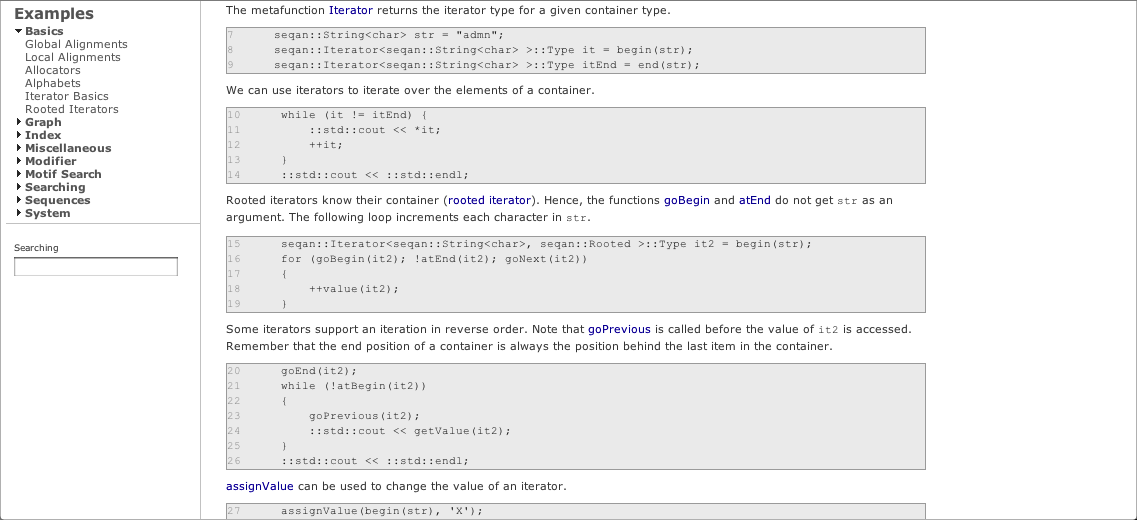 Examples
Basics
Global Alignments
Local Alignments
Allocators
Alphabets
Iterator Basics
Rooted Iterators
Graph
Index
Miscellaneous
Modifier
Motif Search
Searching
Sequences
System
Searching
The metafunction Iterator returns the iterator type for a given container type.
7 seqan::String<char> str = "admn";
8 seqan::Iterator<seqan::String<char> >::Type it = begin(str);
9 seqan::Iterator<seqan::String<char> >::Type itEnd = end(str);
We can use iterators to iterate over the elements of a container.
10 while (it != itEnd) {
11 ::std::cout << *it;
12 ++it;
13 }
14 ::std::cout << ::std::endl;
Rooted iterators know their container (rooted iterator). Hence, the functions goBegin and atEnd do not get str as an
argument. The following loop increments each character in str.
15 seqan::Iterator<seqan::String<char>, seqan::Rooted >::Type it2 = begin(str);
16 for (goBegin(it2); !atEnd(it2); goNext(it2))
17 {
18 ++value(it2);
19 }
Some iterators support an iteration in reverse order. Note that goPrevious is called before the value of it2 is accessed.
Remember that the end position of a container is always the position behind the last item in the container.
20 goEnd(it2);
21 while (!atBegin(it2))
22 {
23 goPrevious(it2);
24 ::std::cout << getValue(it2);
25 }
26 ::std::cout << ::std::endl;
assignValue can be used to change the value of an iterator.
27 assignValue(begin(str), 'X');